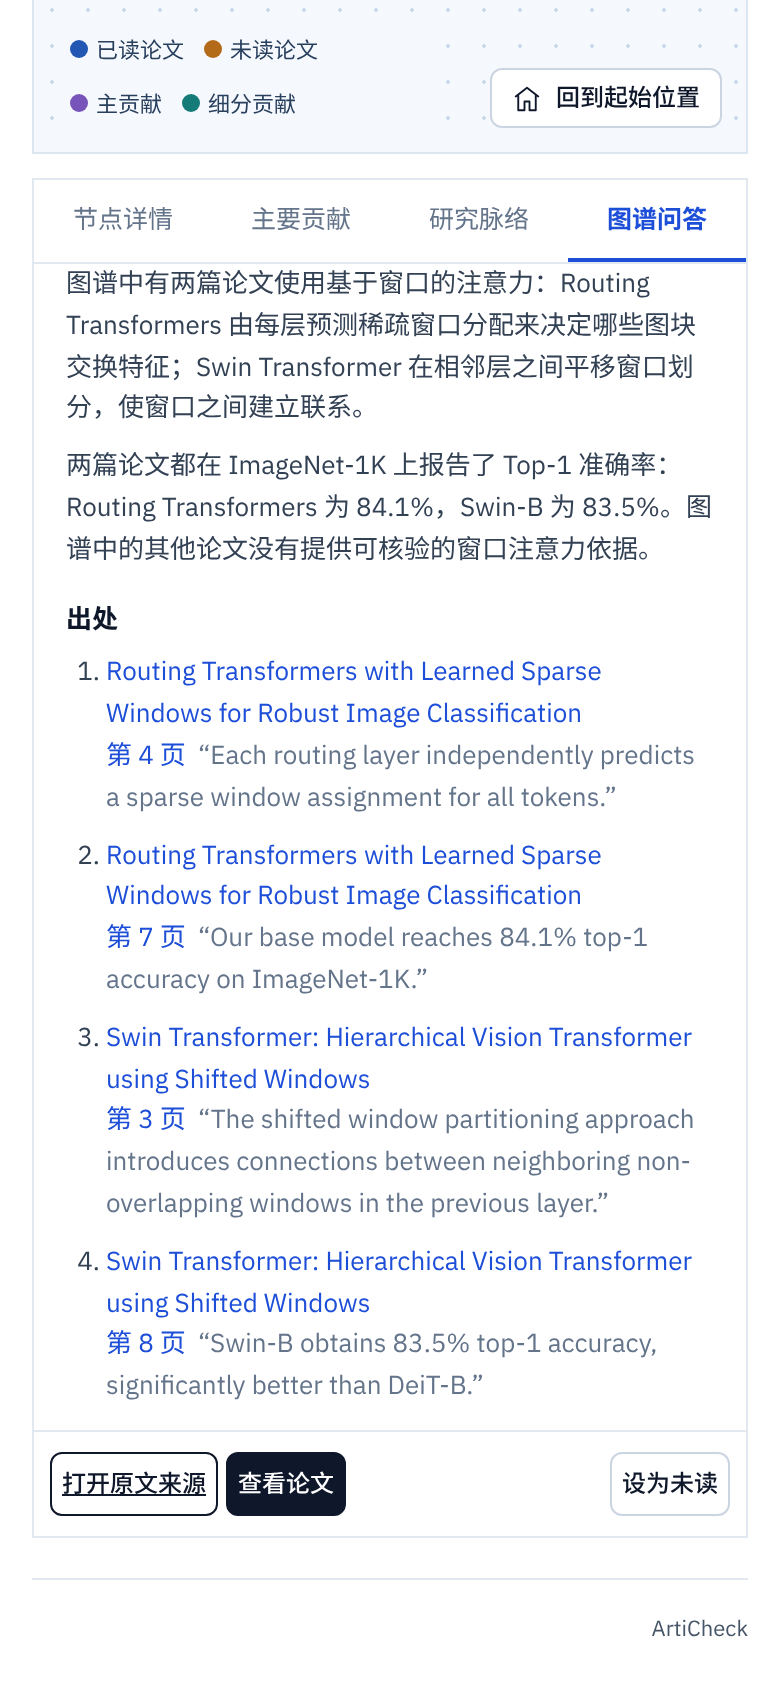 已读论文 未读论文
主贡献 细分贡献
回到起始位置
节点详情 主要贡献 研究脉络 图谱问答
图谱中有两篇论文使用基于窗口的注意力：Routing
Transformers 由每层预测稀疏窗口分配来决定哪些图块
交换特征；Swin Transformer 在相邻层之间平移窗口划
分，使窗口之间建立联系。
两篇论文都在 ImageNet-1K 上报告了 Top-1 准确率：
Routing Transformers 为 84.1%，Swin-B 为 83.5%。图
谱中的其他论文没有提供可核验的窗口注意力依据。
出处
1. Routing Transformers with Learned Sparse
Windows for Robust Image Classification
第 4 页 “Each routing layer independently predicts
a sparse window assignment for all tokens.”
2. Routing Transformers with Learned Sparse
Windows for Robust Image Classification
第 7 页 “Our base model reaches 84.1% top-1
accuracy on ImageNet-1K.”
3. Swin Transformer: Hierarchical Vision Transformer
using Shifted Windows
第 3 页 “The shifted window partitioning approach
introduces connections between neighboring non-
overlapping windows in the previous layer.”
4. Swin Transformer: Hierarchical Vision Transformer
using Shifted Windows
第 8 页 “Swin-B obtains 83.5% top-1 accuracy,
significantly better than DeiT-B.”
打开原文来源 查看论文 设为未读
ArtiCheck